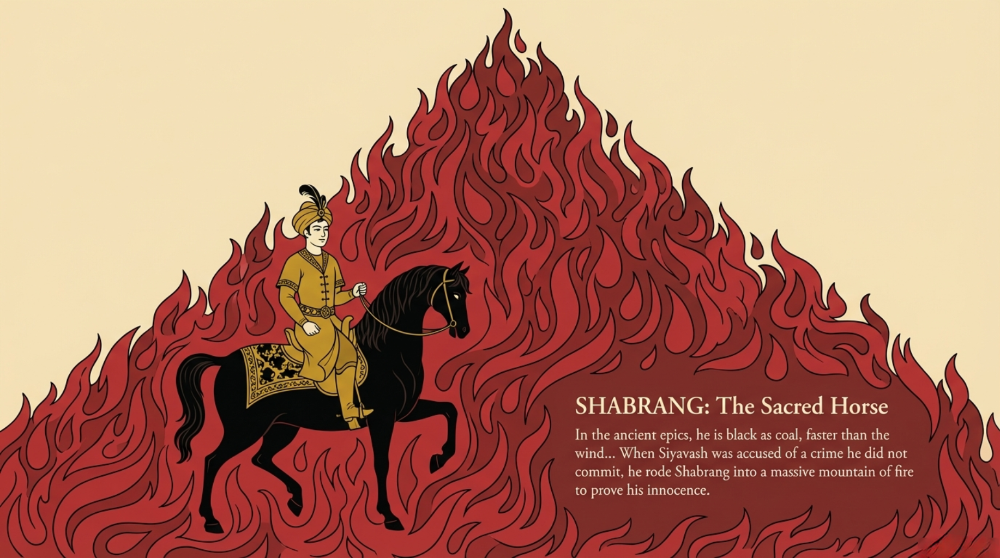 SHABRANG: The Sacred Horse
In the ancient epics, he is black as coal, faster than the
wind... When Siyavash was accused of a crime he did not
commit, he rode Shabrang into a massive mountain of fire
to prove his innocence.